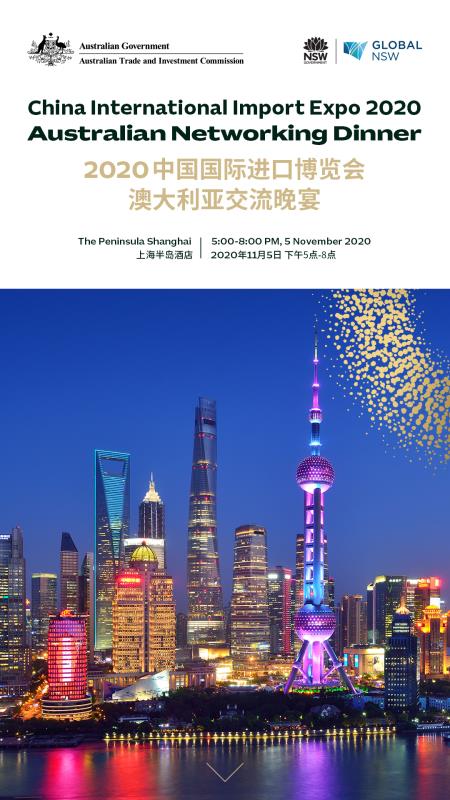 Australian Government
Australian Trade and Investment Commission
NSW
GOVERNMENT
GLOBAL
NSW
China International Import Expo 2020
Australian Networking Dinner
2020中国国际进口博览会
澳大利亚交流晚宴
The Peninsula Shanghai
上海半岛酒店
5:00-8:00 PM, 5 November 2020
2020年11月5日 下午5点-8点